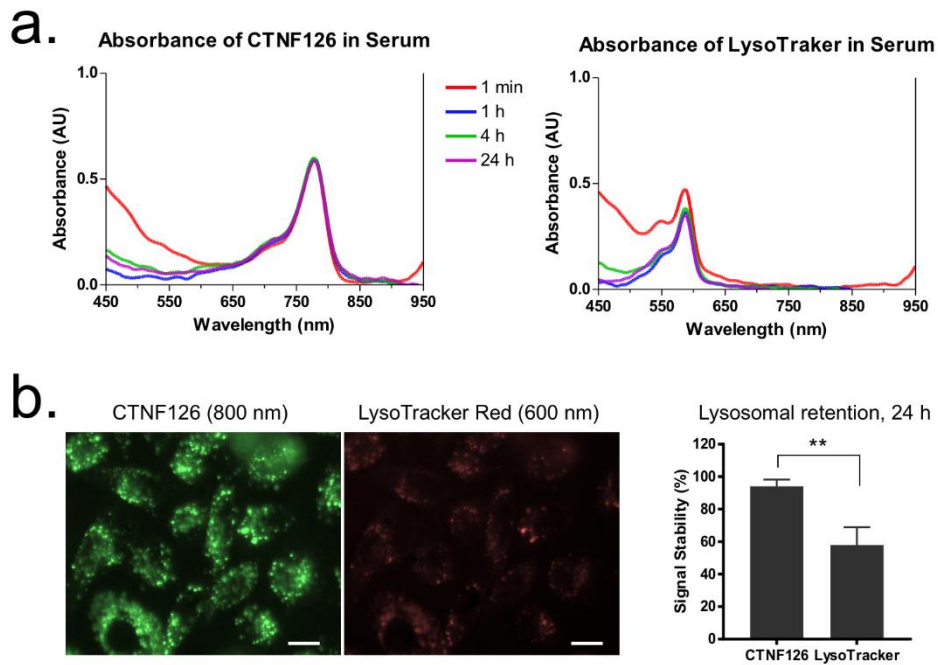 a.
Absorbance of CTNF126 in Serum
Absorbance (AU)
1.0
0.5
0.0
450 550 650 750 850 950
Wavelength (nm)
1 min
1 h
4 h
24 h
Absorbance of LysoTraker in Serum
Absorbance (AU)
1.0
0.5
0.0
450 550 650 750 850 950
Wavelength (nm)
b.
CTNF126 (800 nm)
LysoTracker Red (600 nm)
Lysosomal retention, 24 h
Signal Stability (%)
120
100
80
60
40
20
0
**
CTNF126 LysoTracker